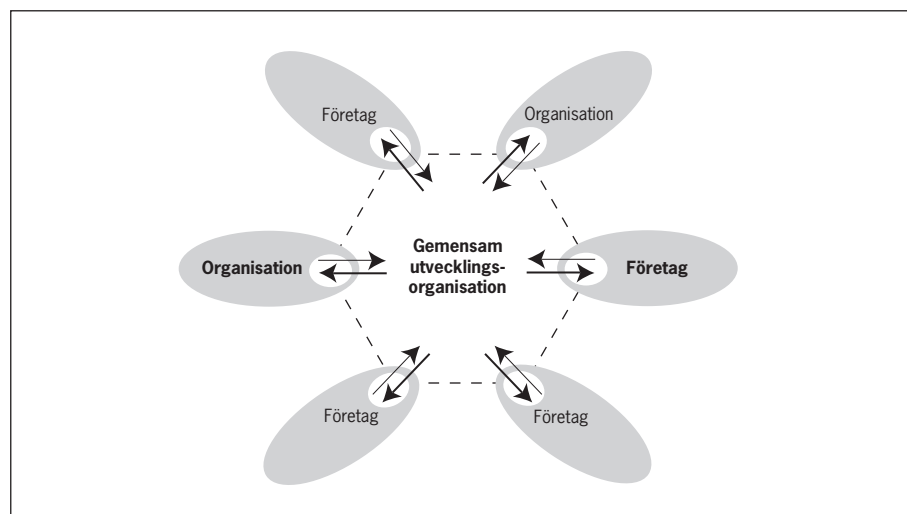 Företag
Organisation
Organisation
Gemensam
utvecklings-
organisation
Företag
Företag
Företag